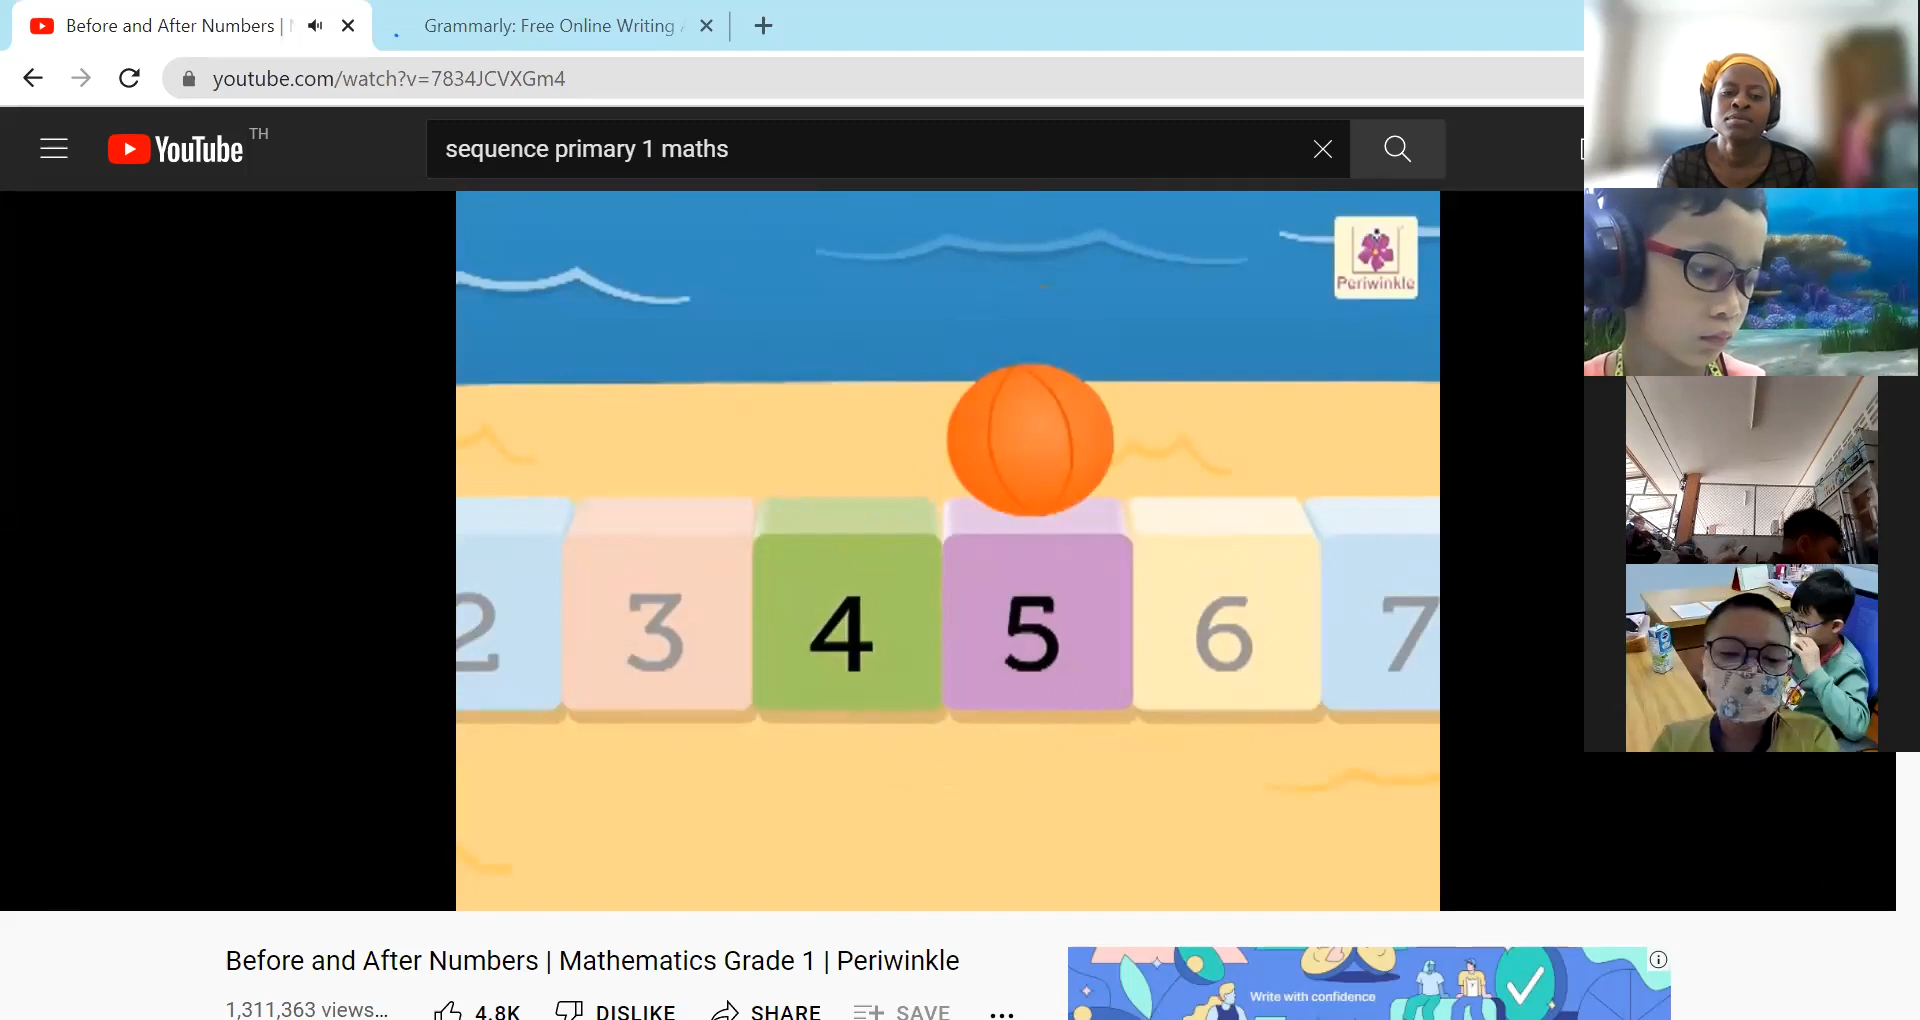 Before and After Numbers |
Grammarly: Free Online Writing
youtube.com/watch?v=7834JCVXGm4
YouTube TH
sequence primary 1 maths
Periwinkle
2 3 4 5 6 7
Before and After Numbers | Mathematics Grade 1 | Periwinkle
1,311,363 views...
4.8K
DISLIKE
SHARE
SAVE
Write with confidence